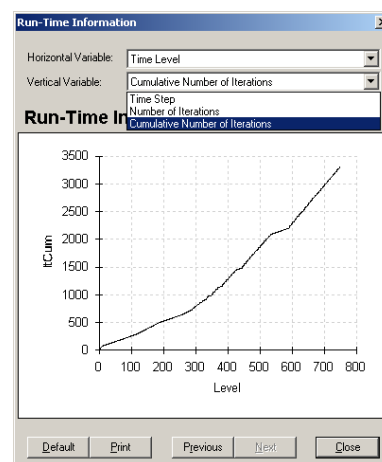 Run-Time Information
Horizontal Variable: Time Level
Vertical Variable: Cumulative Number of Iterations
Time Step
Number of Iterations
Cumulative Number of Iterations
Run-Time In
3500
3000
2500
2000
1500
1000
500
0
ItCum
0 100 200 300 400 500 600 700 800
Level
Default Print Previous Next Close